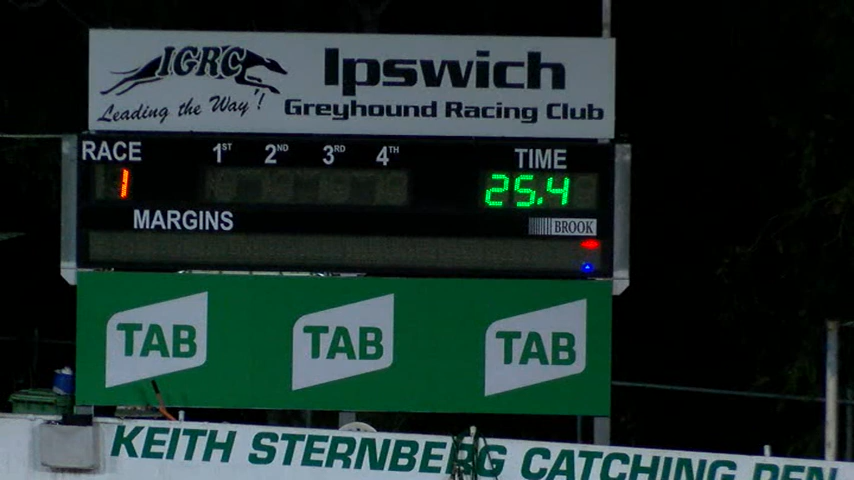 IGRC
Leading the Way'!
Ipswich
Greyhound Racing Club
RACE 1ST 2ND 3RD 4TH TIME
1 25.4
MARGINS
BROOK
TAB TAB TAB
KEITH STERNBERG CATCHING PEN